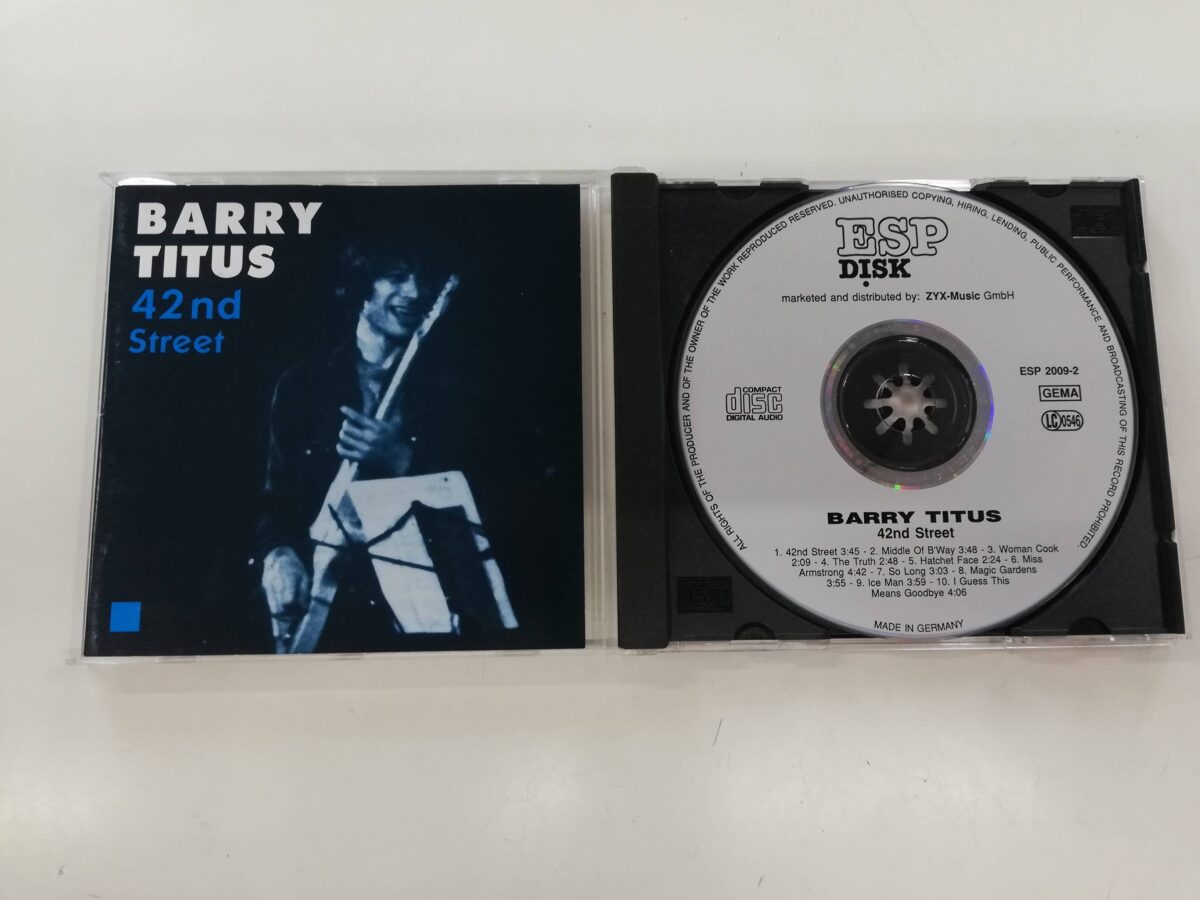 BARRY
TITUS
42nd
Street
ALL RIGHTS OF THE PRODUCER AND OF THE OWNER OF THE WORK REPRODUCED RESERVED. UNAUTHORISED COPYING, HIRING, LENDING, PUBLIC PERFORMANCE AND BROADCASTING OF THIS RECORD PROHIBITED.
ESP
DISK
marketed and distributed by: ZYX-Music GmbH
ESP 2009-2
GEMA
LC 0546
COMPACT
disc
DIGITAL AUDIO
BARRY TITUS
42nd Street
1. 42nd Street 3:45 - 2. Middle Of B'Way 3:48 - 3. Woman Cook
2:09 - 4. The Truth 2:48 - 5. Hatchet Face 2:24 - 6. Miss
Armstrong 4:42 - 7. So Long 3:03 - 8. Magic Gardens
3:55 - 9. Ice Man 3:59 - 10. I Guess This
Means Goodbye 4:06
MADE IN GERMANY